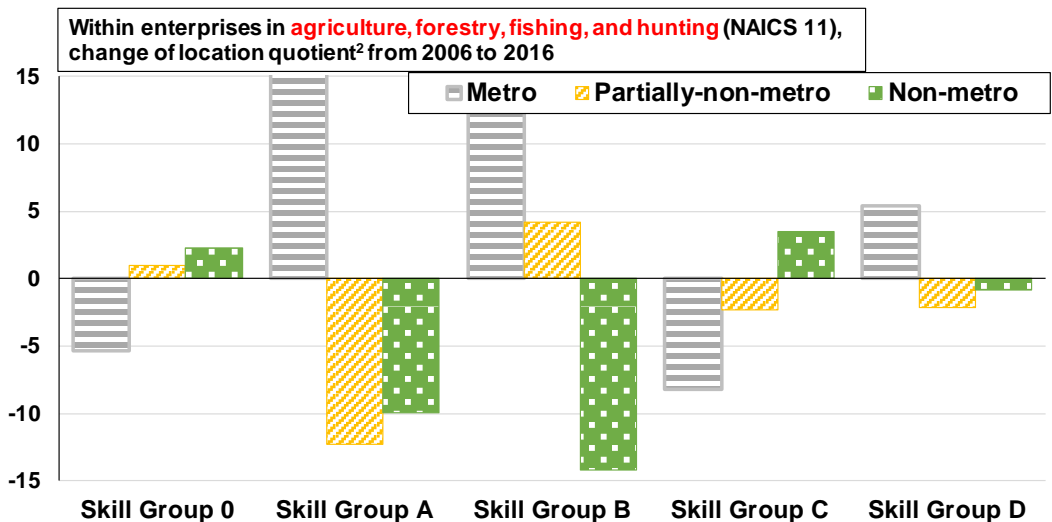 Within enterprises in agriculture, forestry, fishing, and hunting (NAICS 11),
change of location quotient² from 2006 to 2016
15
Metro Partially-non-metro Non-metro
10
5
0
-5
-10
-15
Skill Group 0 Skill Group A Skill Group B Skill Group C Skill Group D